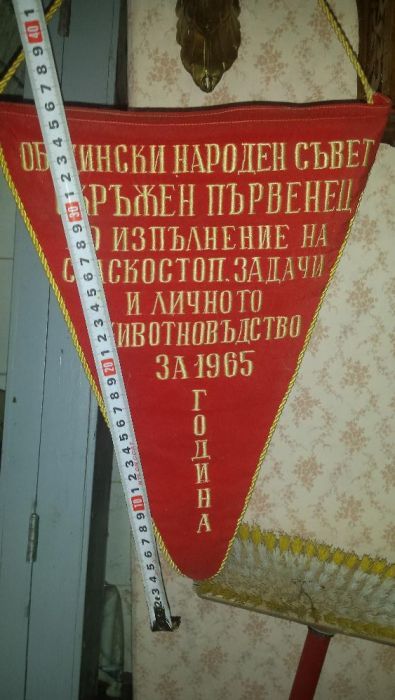 ОБЩИНСКИ НАРОДЕН СЪВЕТ
ОКРЪЖЕН ПЪРВЕНЕЦ
ПО ИЗПЪЛНЕНИЕ НА
СЕЛСКОСТОП. ЗАДАЧИ
И ЛИЧНОТО
ЖИВОТНОВЪДСТВО
ЗА 1965
ГОДИНА